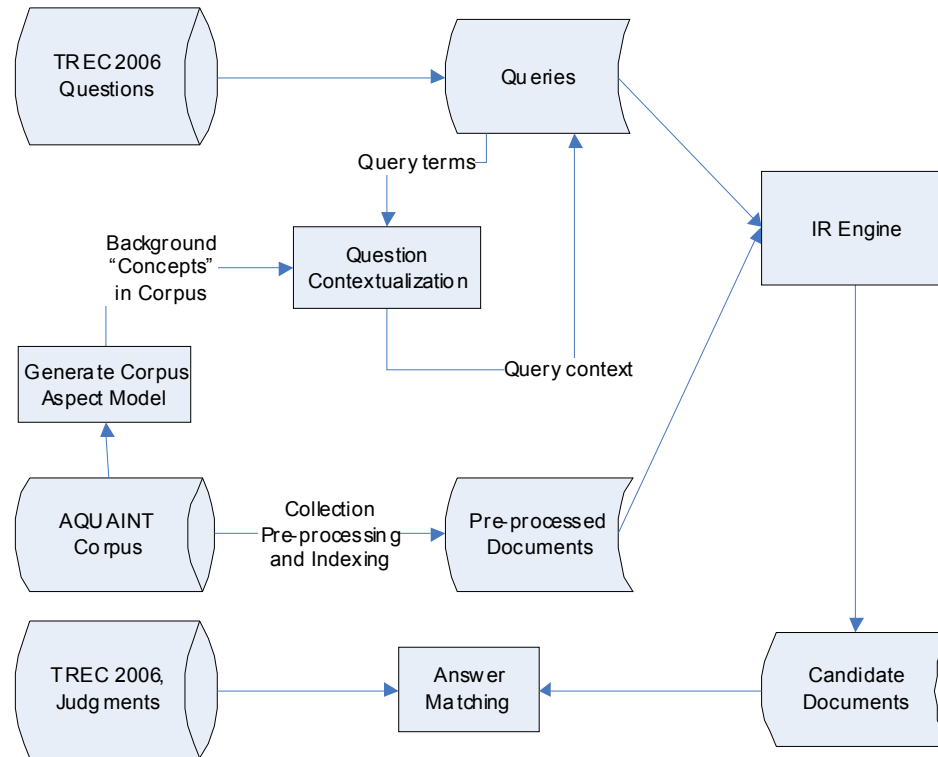 TREC 2006
Questions
Queries
Query terms
IR Engine
Background
“Concepts”
in Corpus
Question
Contextualization
Query context
Generate Corpus
Aspect Model
AQUAINT
Corpus
Collection
Pre-processing
and Indexing
Pre-processed
Documents
TREC 2006,
Judgments
Answer
Matching
Candidate
Documents